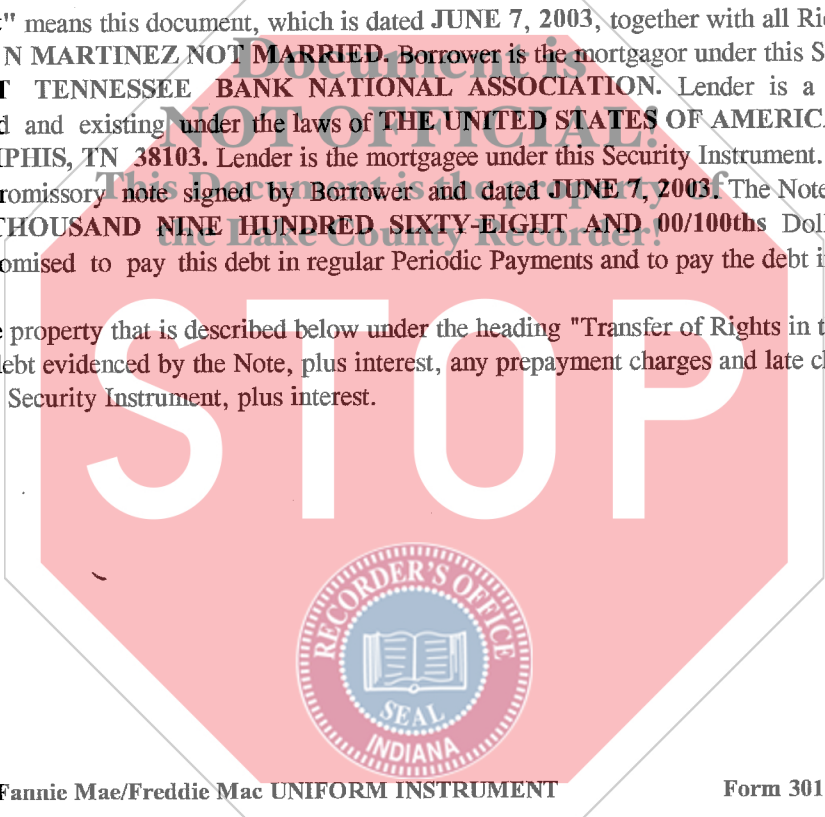 " means this document, which is dated JUNE 7, 2003, together with all Ri
N MARTINEZ NOT MARRIED. Borrower is the mortgagor under this S
T TENNESSEE BANK NATIONAL ASSOCIATION. Lender is a
d and existing under the laws of THE UNITED STATES OF AMERICA
PHIS, TN 38103. Lender is the mortgagee under this Security Instrument.
romissory note signed by Borrower and dated JUNE 7, 2003. The Note
THOUSAND NINE HUNDRED SIXTY-EIGHT AND 00/100ths Doll
omised to pay this debt in regular Periodic Payments and to pay the debt i
e property that is described below under the heading "Transfer of Rights in t
ebt evidenced by the Note, plus interest, any prepayment charges and late c
Security Instrument, plus interest.
Document is
NOT OFFICIAL!
This Document is the property of
the Lake County Recorder!
STOP
RECORDER'S OFFICE
SEAL
INDIANA
Fannie Mae/Freddie Mac UNIFORM INSTRUMENT Form 301